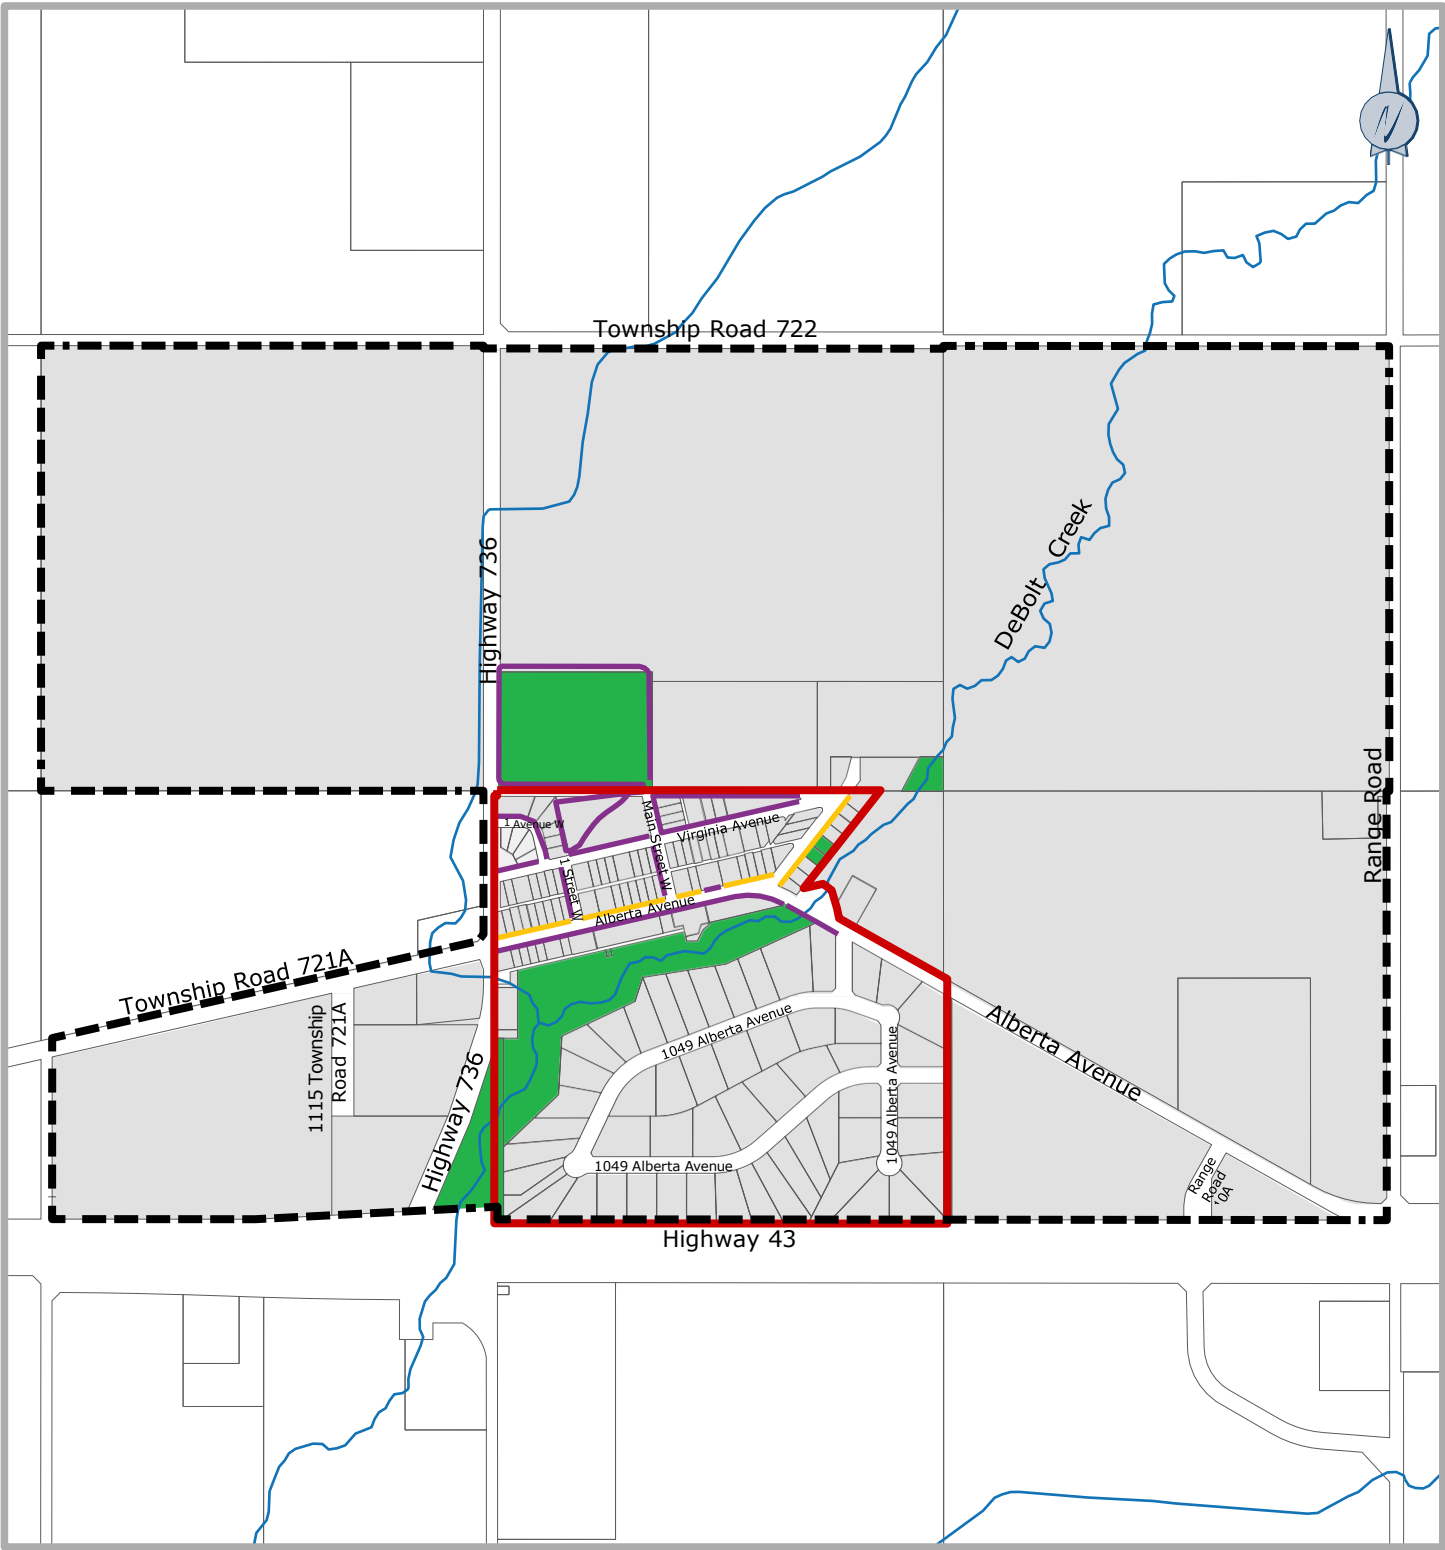 Township Road 722
Highway 736
DeBolt Creek
Range Road
1 Avenue W
Main Street W
Virginia Avenue
1 Street W
Alberta Avenue
11
Township Road 721A
1115 Township
Road 721A
Highway 736
1049 Alberta Avenue
1049 Alberta Avenue
1049 Alberta Avenue
Alberta Avenue
Range
Road
Highway 43